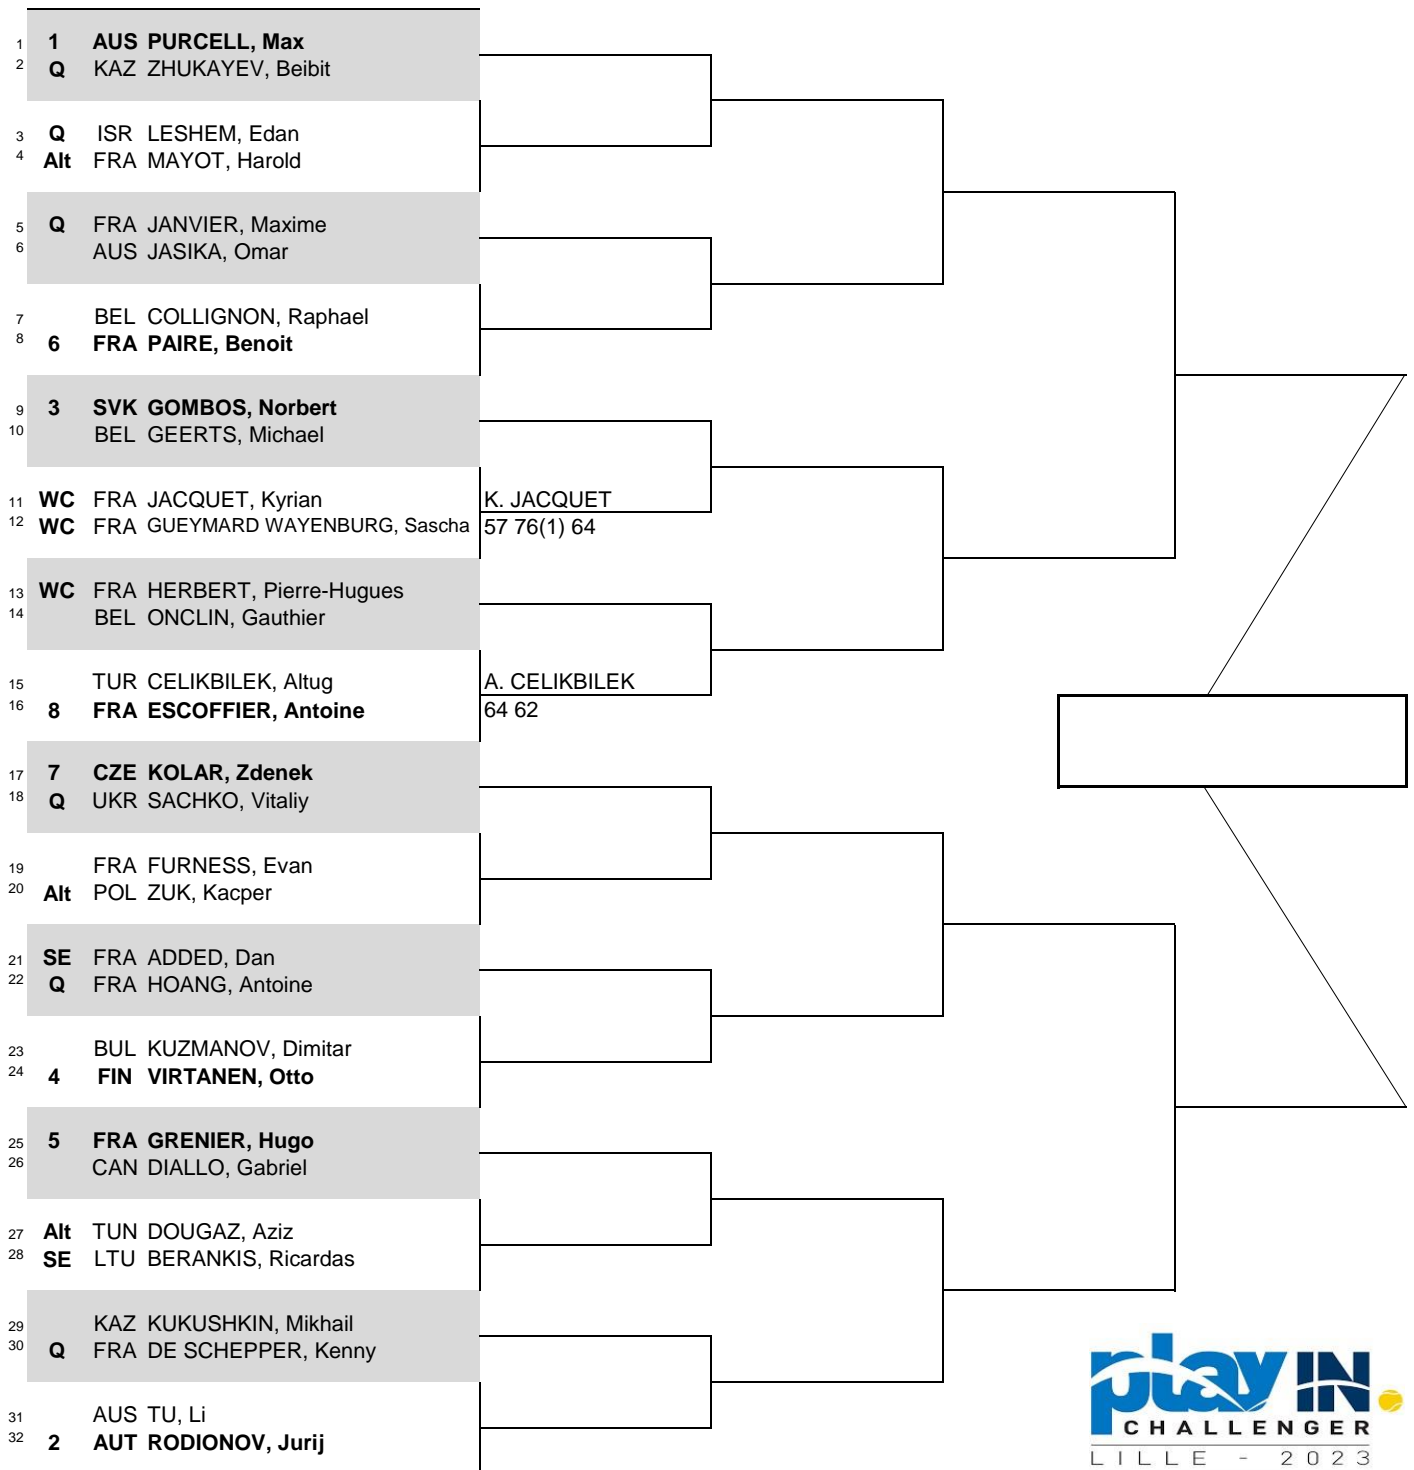 1 1 AUS PURCELL, Max
2 Q KAZ ZHUKAYEV, Beibit
3 Q ISR LESHEM, Edan
4 Alt FRA MAYOT, Harold
5 Q FRA JANVIER, Maxime
6 AUS JASIKA, Omar
7 BEL COLLIGNON, Raphael
8 6 FRA PAIRE, Benoit
9 3 SVK GOMBOS, Norbert
10 BEL GEERTS, Michael
11 WC FRA JACQUET, Kyrian K. JACQUET
12 WC FRA GUEYMARD WAYENBURG, Sascha 57 76(1) 64
13 WC FRA HERBERT, Pierre-Hugues
14 BEL ONCLIN, Gauthier
15 TUR CELIKBILEK, Altug A. CELIKBILEK
16 8 FRA ESCOFFIER, Antoine 64 62
17 7 CZE KOLAR, Zdenek
18 Q UKR SACHKO, Vitaliy
19 FRA FURNESS, Evan
20 Alt POL ZUK, Kacper
21 SE FRA ADDED, Dan
22 Q FRA HOANG, Antoine
23 BUL KUZMANOV, Dimitar
24 4 FIN VIRTANEN, Otto
25 5 FRA GRENIER, Hugo
26 CAN DIALLO, Gabriel
27 Alt TUN DOUGAZ, Aziz
28 SE LTU BERANKIS, Ricardas
29 KAZ KUKUSHKIN, Mikhail
30 Q FRA DE SCHEPPER, Kenny
31 AUS TU, Li
32 2 AUT RODIONOV, Jurij
play IN
CHALLENGER
LILLE - 2023